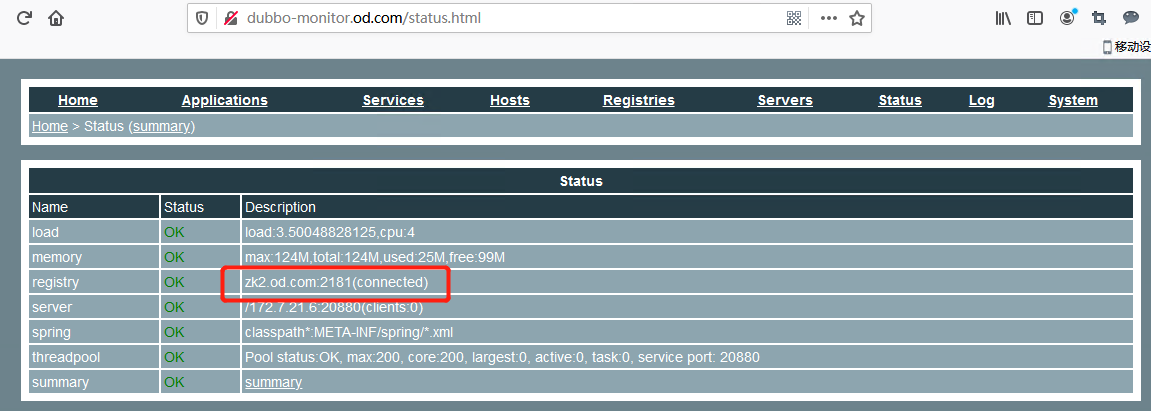 dubbo-monitor.od.com/status.html
移动设
Home Applications Services Hosts Registries Servers Status Log System
Home > Status (summary)
Status
Name Status Description
load OK load:3.50048828125,cpu:4
memory OK max:124M,total:124M,used:25M,free:99M
registry OK zk2.od.com:2181(connected)
server OK /172.7.21.6:20880(clients:0)
spring OK classpath*:META-INF/spring/*.xml
threadpool OK Pool status:OK, max:200, core:200, largest:0, active:0, task:0, service port: 20880
summary OK summary